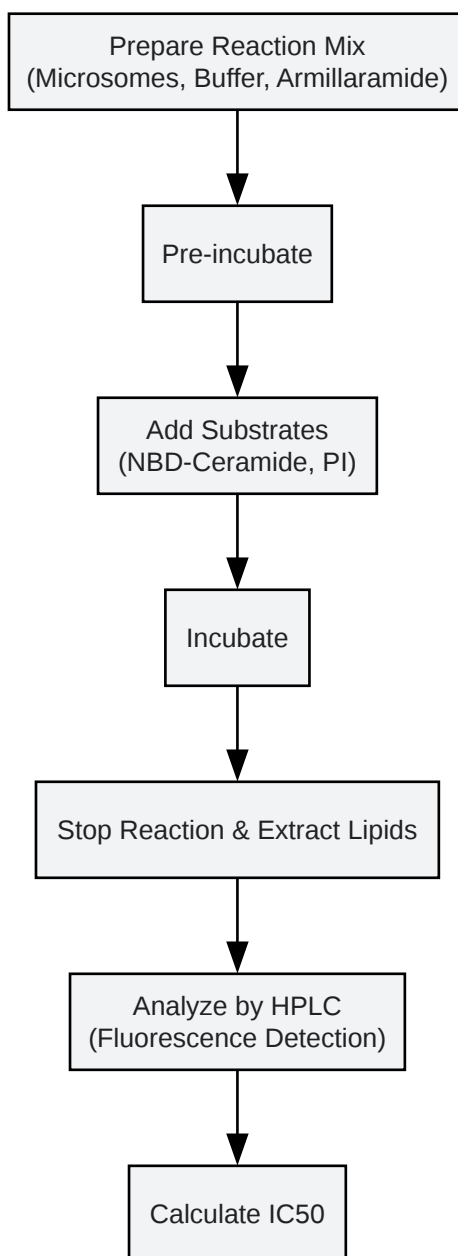 Prepare Reaction Mix
(Microsomes, Buffer, Armillaramide)
Pre-incubate
Add Substrates
(NBD-Ceramide, PI)
Incubate
Stop Reaction & Extract Lipids
Analyze by HPLC
(Fluorescence Detection)
Calculate IC50